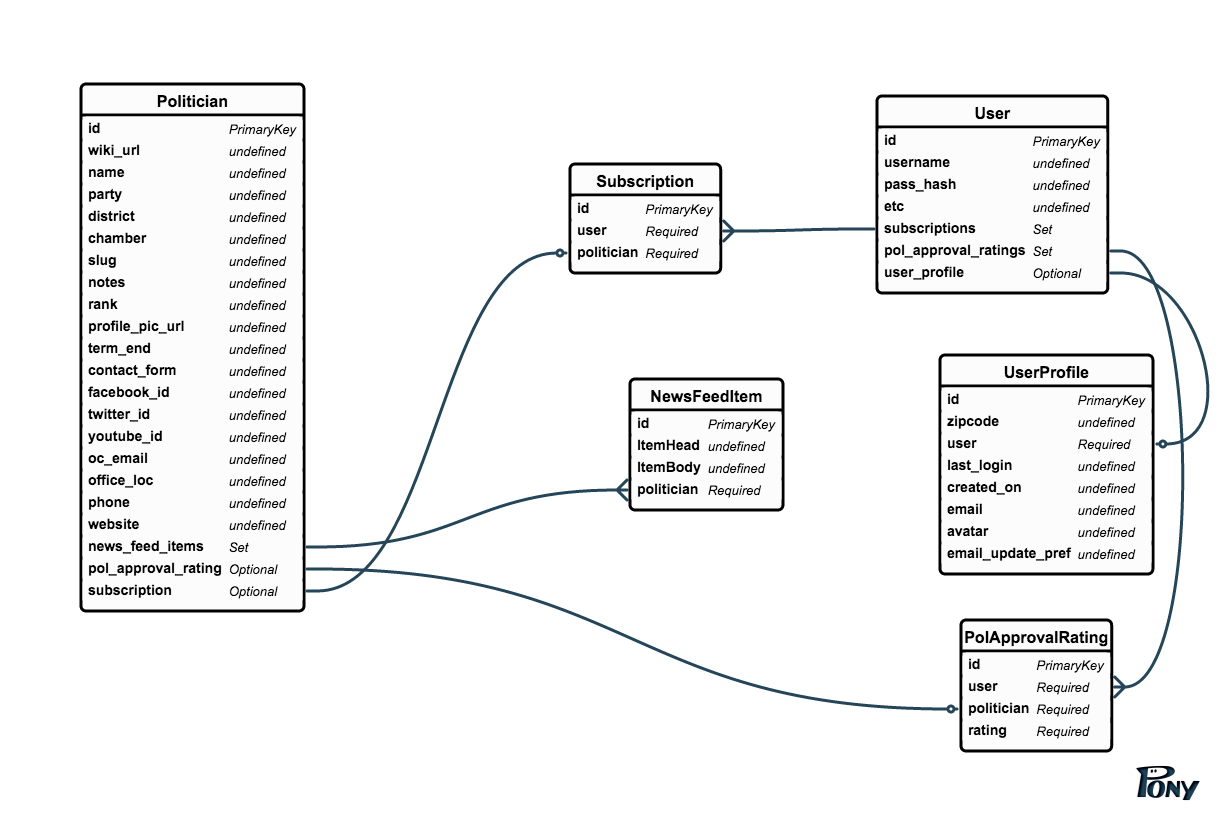 Politician
id PrimaryKey
wiki_url undefined
name undefined
party undefined
district undefined
chamber undefined
slug undefined
notes undefined
rank undefined
profile_pic_url undefined
term_end undefined
contact_form undefined
facebook_id undefined
twitter_id undefined
youtube_id undefined
oc_email undefined
office_loc undefined
phone undefined
website undefined
news_feed_items Set
pol_approval_rating Optional
subscription Optional
Subscription
id PrimaryKey
user Required
politician Required
User
id PrimaryKey
username undefined
pass_hash undefined
etc undefined
subscriptions Set
pol_approval_ratings Set
user_profile Optional
NewsFeedItem
id PrimaryKey
ItemHead undefined
ItemBody undefined
politician Required
UserProfile
id PrimaryKey
zipcode undefined
user Required
last_login undefined
created_on undefined
email undefined
avatar undefined
email_update_pref undefined
PolApprovalRating
id PrimaryKey
user Required
politician Required
rating Required
PONY